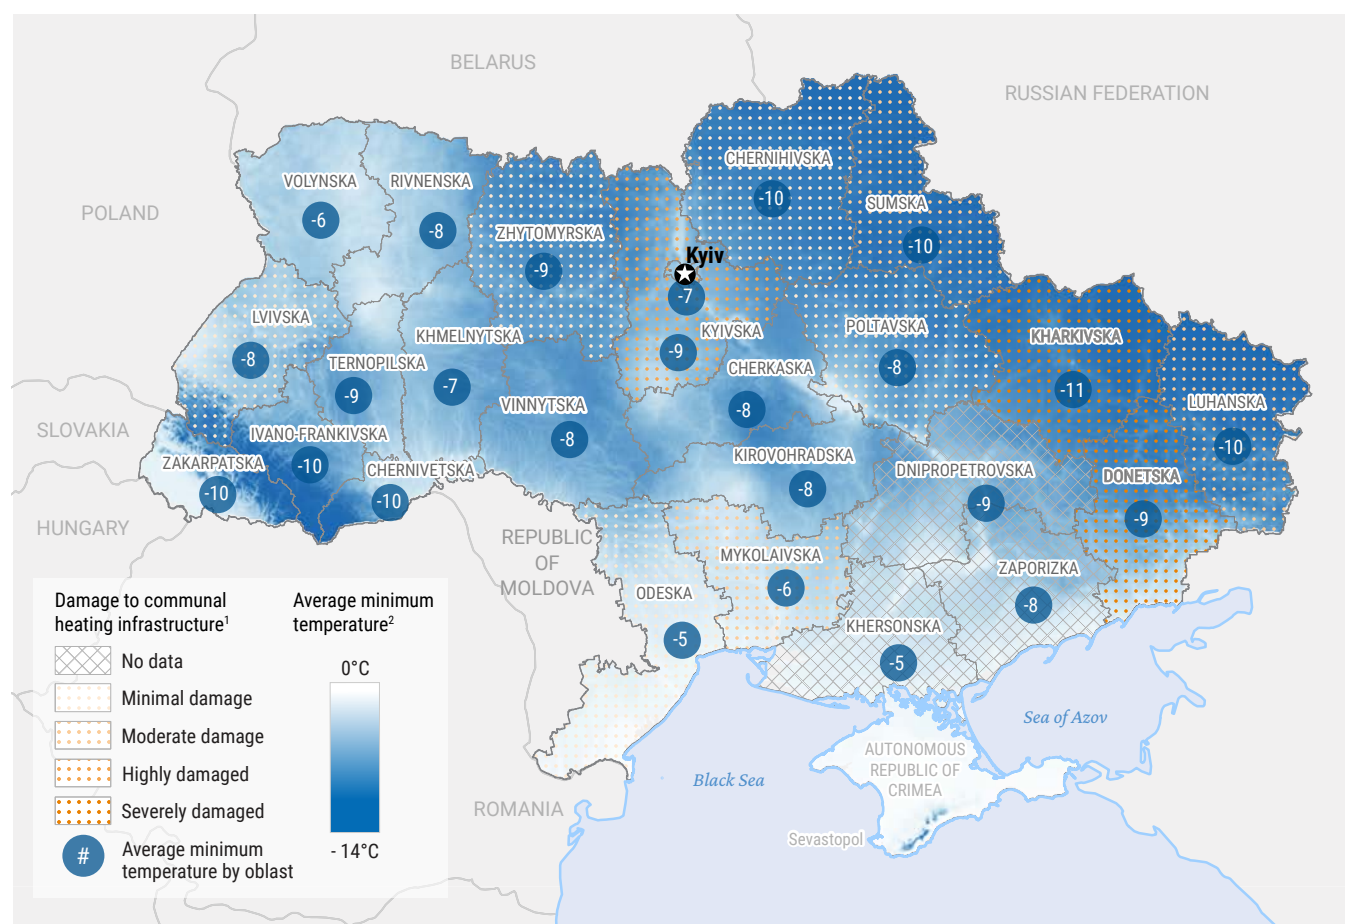 BELARUS
RUSSIAN FEDERATION
POLAND
SLOVAKIA
HUNGARY
REPUBLIC
OF
MOLDOVA
ROMANIA
VOLYNSKA
-6
RIVNENSKA
-8
ZHYTOMYRSKA
-9
CHERNIHIVSKA
-10
SUMSKA
-10
Kyiv
-7
KYIVSKA
-9
LVIVSKA
-8
TERNOPILSKA
-9
KHMELNYTSKA
-7
VINNYTSKA
-8
CHERKASKA
-8
POLTAVSKA
-8
KHARKIVSKA
-11
LUHANSKA
-10
IVANO-FRANKIVSKA
-10
ZAKARPATSKA
-10
CHERNIVETSKA
-10
KIROVOHRADSKA
-8
DNIPROPETROVSKA
-9
DONETSKA
-9
MYKOLAIVSKA
-6
ODESKA
-5
ZAPORIZKA
-8
KHERSONSKA
-5
AUTONOMOUS
REPUBLIC OF
CRIMEA
Sevastopol
Black Sea
Sea of Azov
Damage to communal
heating infrastructure¹
No data
Minimal damage
Moderate damage
Highly damaged
Severely damaged
#
Average minimum
temperature by oblast
Average minimum
temperature²
0°C
- 14°C